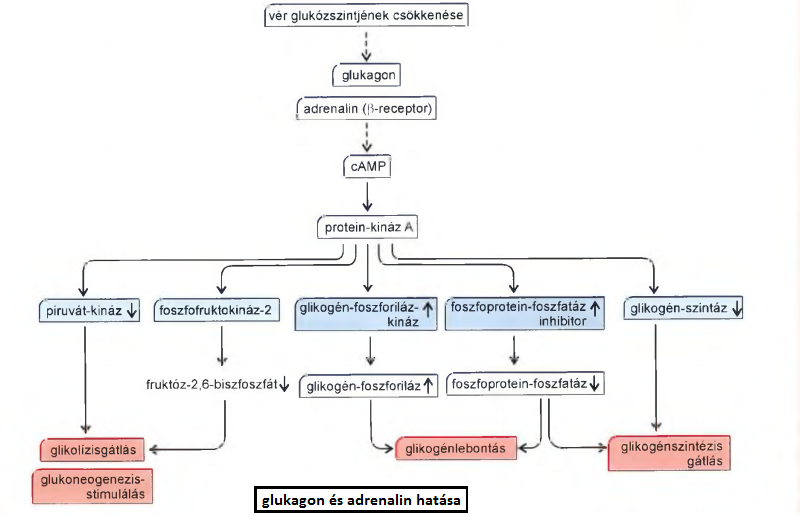 vér glukózszintjének csökkenése
glukagon
adrenalin (β-receptor)
cAMP
protein-kináz A
piruvát-kináz ↓
foszfofruktokináz-2
glikogén-foszforiláz- ↑
kináz
foszfoprotein-foszfatáz ↑
inhibitor
glikogén-szintáz ↓
fruktóz-2,6-biszfoszfát ↓
glikogén-foszforiláz ↑
foszfoprotein-foszfatáz ↓
glikolízisgátlás
glukoneogenezis-
stimulálás
glikogénlebontás
glikogénszintézis
gátlás
glukagon és adrenalin hatása